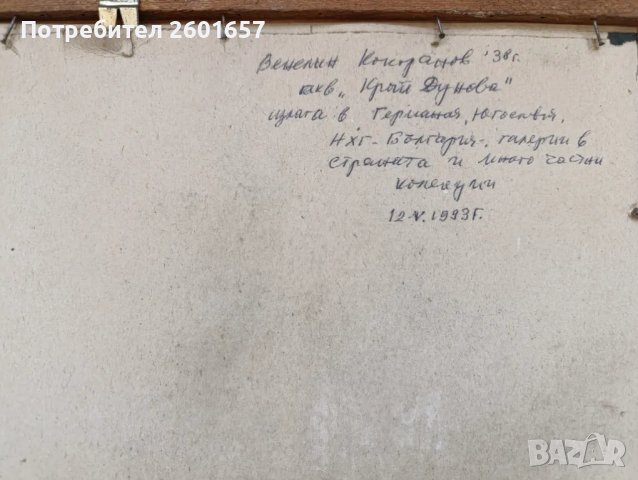 Потребител 2601657
Венелин 38г.
акв „Край Дунава"
излага в Германия, Югославия,
НХГ - България -, галерии в
страната и много частни
колекции
12.V.1993г.
BAZAR